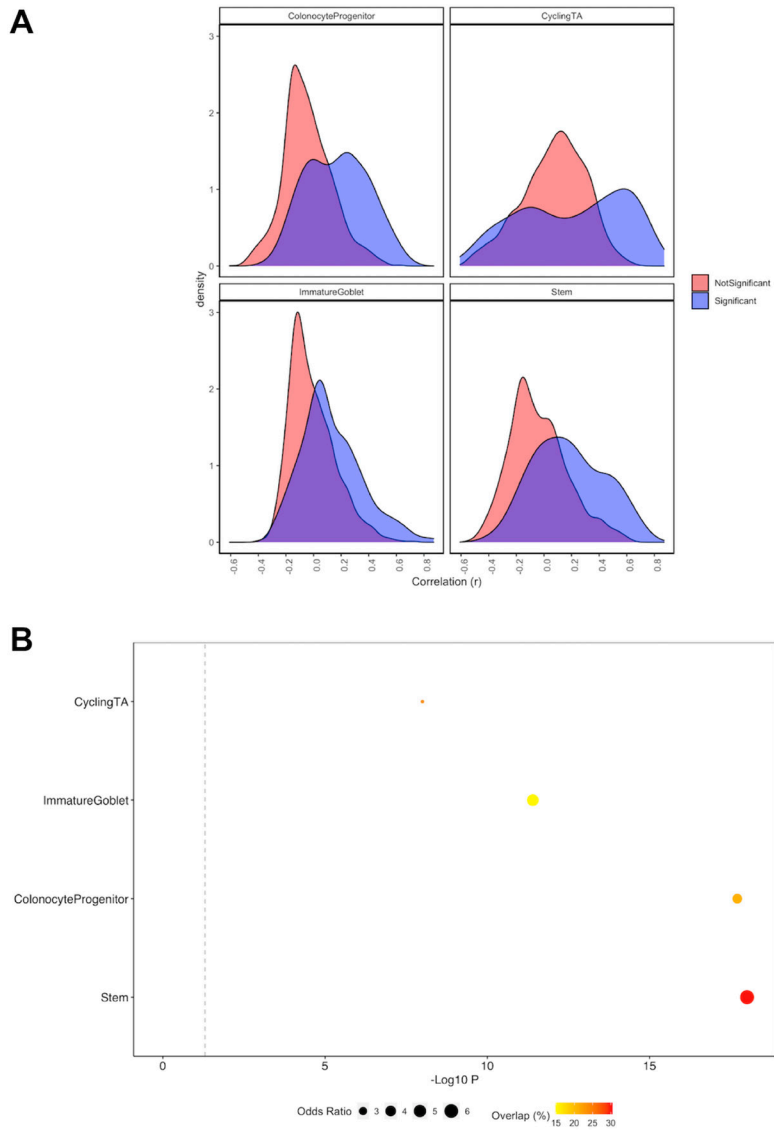 A
ColonocyteProgenitor CyclingTA
3
2
1
0
density
NotSignificant
Significant
ImmatureGoblet Stem
3
2
1
0
-0.6 -0.4 -0.2 0.0 0.2 0.4 0.6 0.8 -0.6 -0.4 -0.2 0.0 0.2 0.4 0.6 0.8
Correlation (r)
B
CyclingTA
ImmatureGoblet
ColonocyteProgenitor
Stem
0 5 10 15
-Log10 P
Odds Ratio 3 4 5 6 Overlap (%) 15 20 25 30